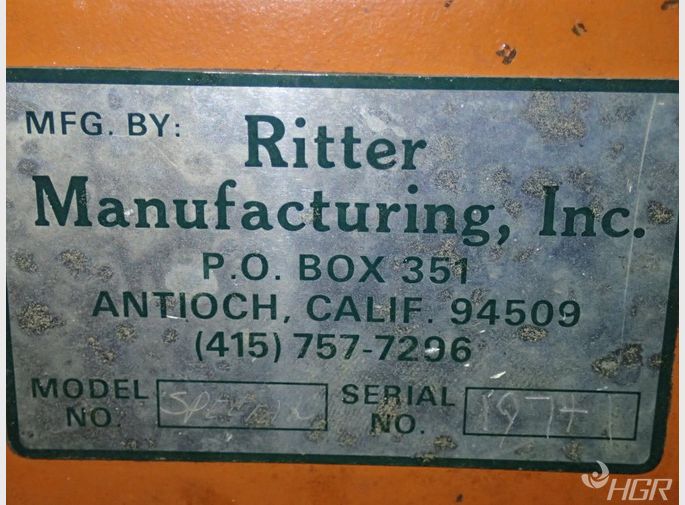 MFG. BY: Ritter
Manufacturing, Inc.
P.O. BOX 351
ANTIOCH, CALIF. 94509
(415) 757-7296
MODEL NO.
SERIAL NO.
HGR